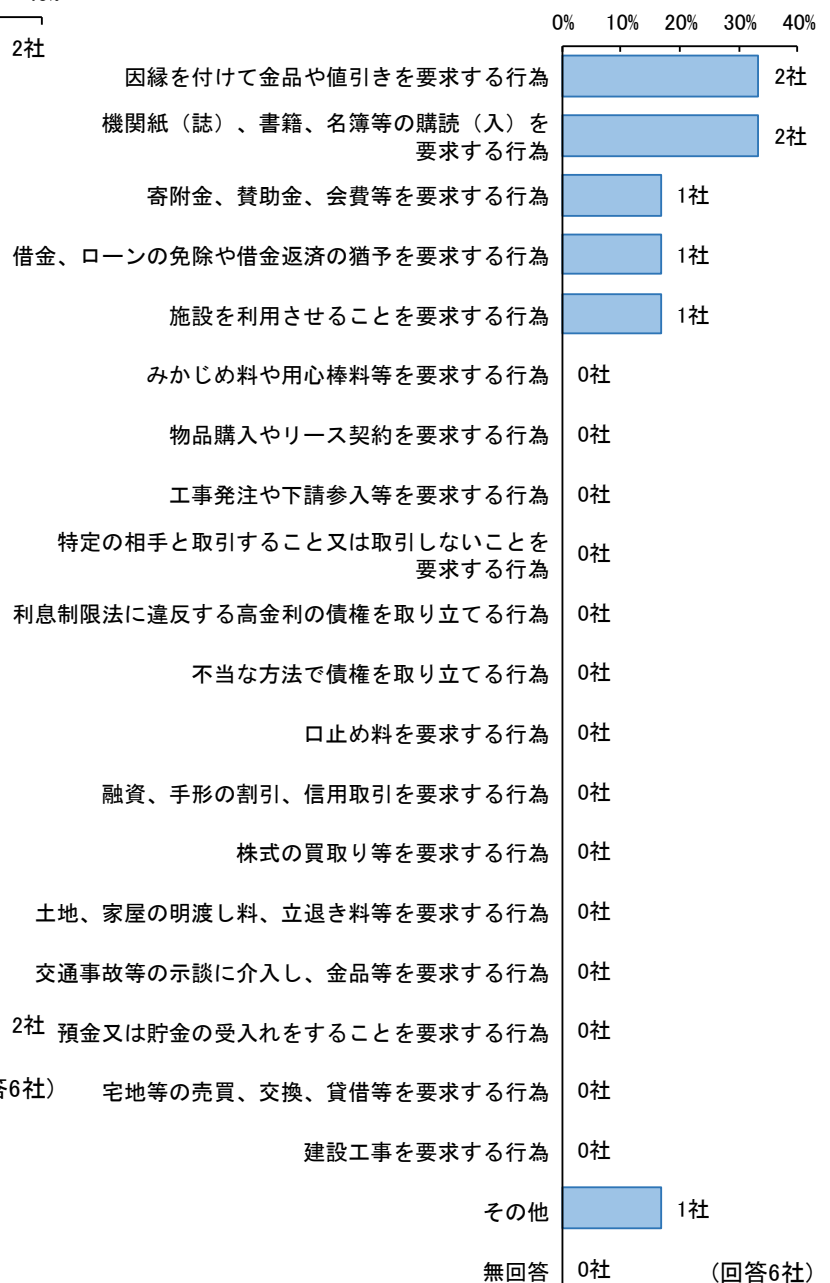 2社
0% 10% 20% 30% 40%
因縁を付けて金品や値引きを要求する行為 2社
機関紙（誌）、書籍、名簿等の購読（入）を
要求する行為 2社
寄附金、賛助金、会費等を要求する行為 1社
借金、ローンの免除や借金返済の猶予を要求する行為 1社
施設を利用させることを要求する行為 1社
みかじめ料や用心棒料等を要求する行為 0社
物品購入やリース契約を要求する行為 0社
工事発注や下請参入等を要求する行為 0社
特定の相手と取引すること又は取引しないことを
要求する行為 0社
利息制限法に違反する高金利の債権を取り立てる行為 0社
不当な方法で債権を取り立てる行為 0社
口止め料を要求する行為 0社
融資、手形の割引、信用取引を要求する行為 0社
株式の買取り等を要求する行為 0社
土地、家屋の明渡し料、立退き料等を要求する行為 0社
交通事故等の示談に介入し、金品等を要求する行為 0社
2社 預金又は貯金の受入れをすることを要求する行為 0社
答6社） 宅地等の売買、交換、貸借等を要求する行為 0社
建設工事を要求する行為 0社
その他 1社
無回答 0社 （回答6社）